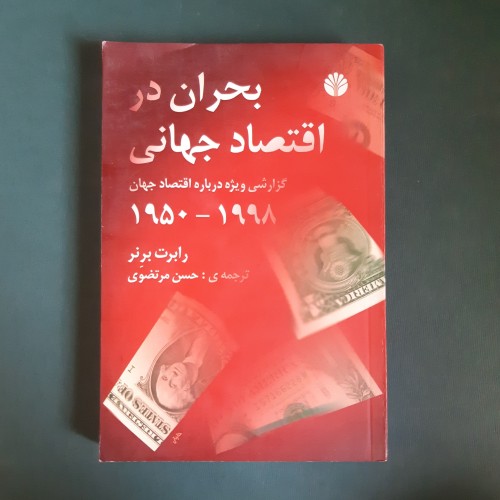 بحران در
اقتصاد جهانی
گزارشی ویژه درباره اقتصاد جهان
۱۹۹۸ - ۱۹۵۰
رابرت برنر
ترجمه‌ی : حسن مرتضوی